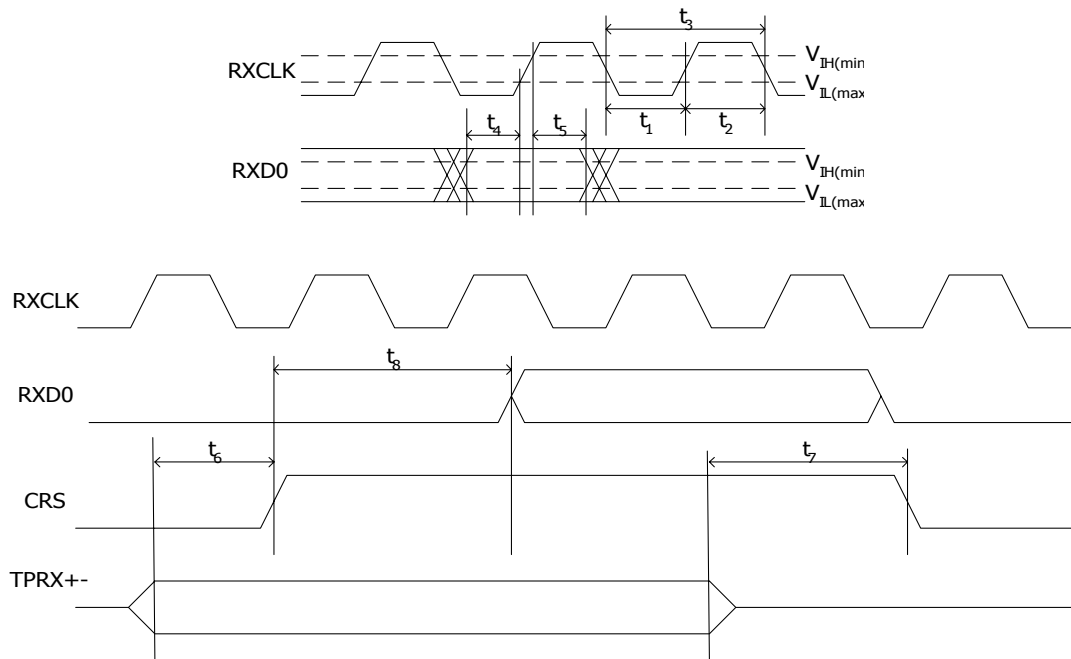 t3
RXCLK
VIH(min
VIL(max
t4 t5 t1 t2
RXD0
VIH(min
VIL(max
RXCLK
t8
RXD0
t6 t7
CRS
TPRX+-